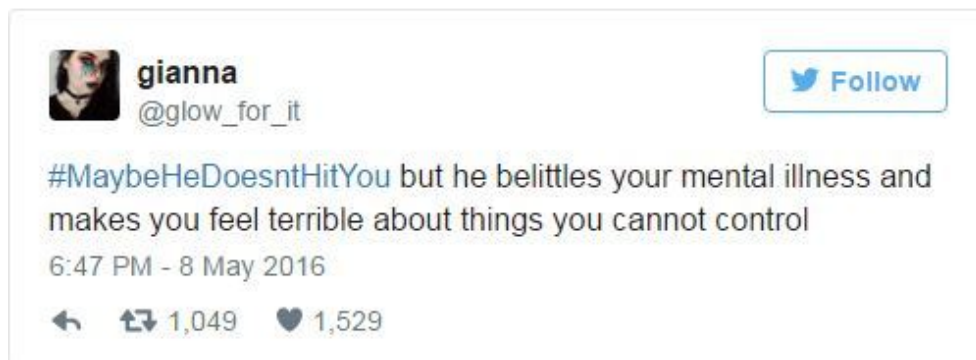 gianna
@glow_for_it
Follow
#MaybeHeDoesntHitYou but he belittles your mental illness and
makes you feel terrible about things you cannot control
6:47 PM - 8 May 2016
1,049 1,529